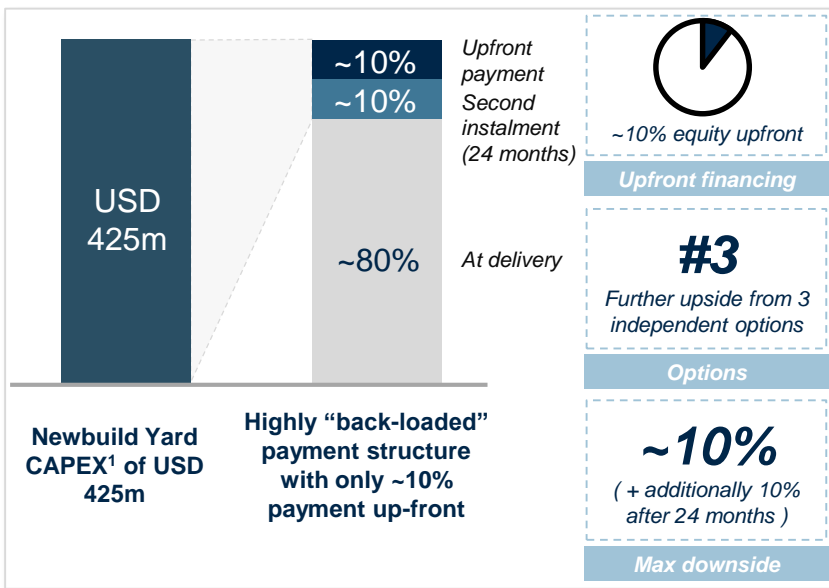 USD
425m
~10%
~10%
~80%
Upfront
payment
Second
instalment
(24 months)
At delivery
Newbuild Yard
CAPEX¹ of USD
425m
Highly “back-loaded”
payment structure
with only ~10%
payment up-front
~10% equity upfront
Upfront financing
#3
Further upside from 3
independent options
Options
~10%
( + additionally 10%
after 24 months )
Max downside